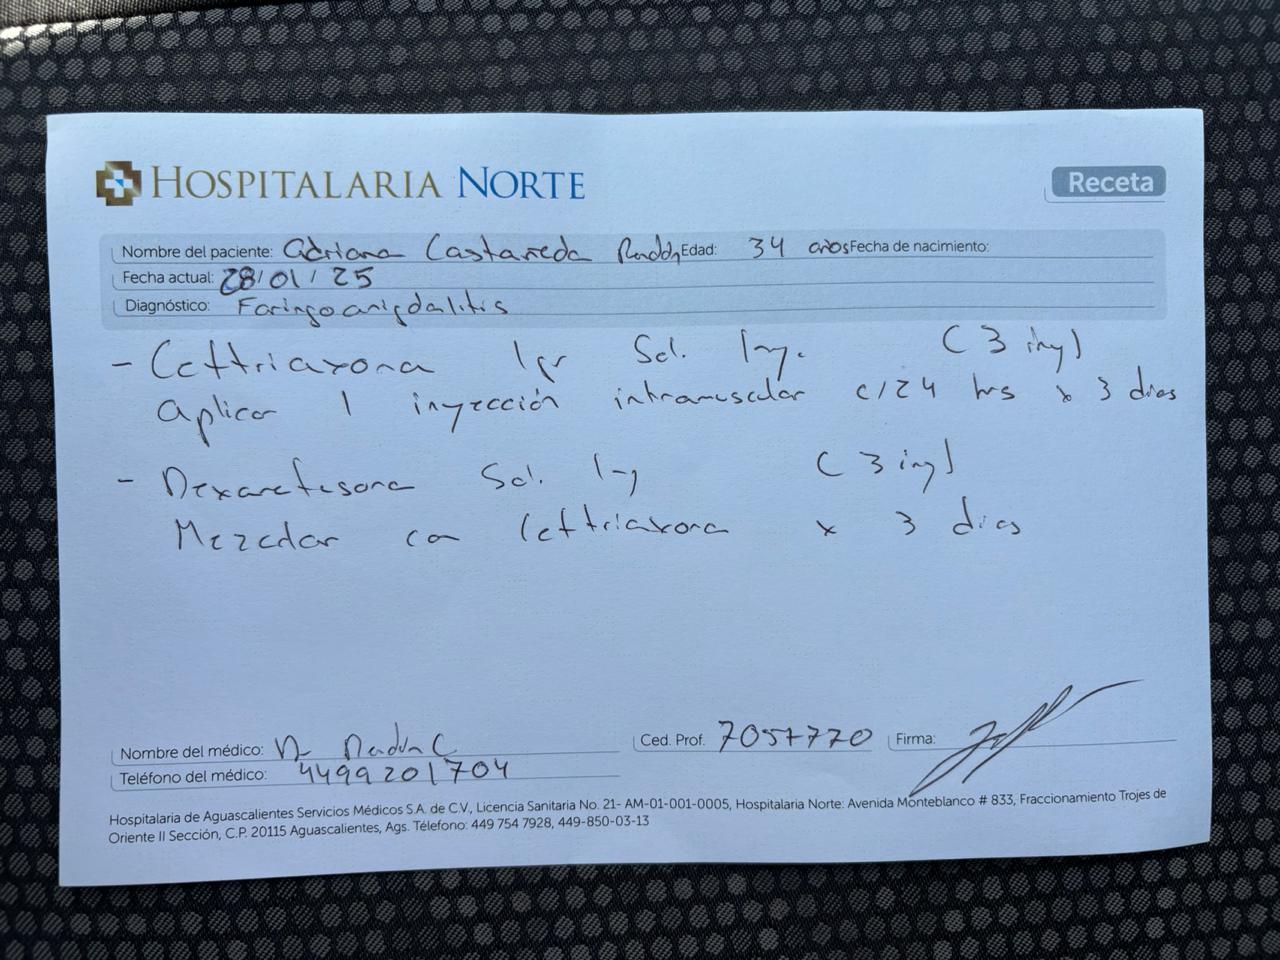 HOSPITALARIA NORTE
Receta
Nombre del paciente: Adriana Castañeda Edad: 34 años Fecha de nacimiento:
Fecha actual: 28/01/25
Diagnóstico: Faringoamigdalitis
- Ceftriaxona 1gr Sol. Iny. (3 iny)
Aplicar 1 inyección intramuscular c/24 hrs x 3 dias
- Dexametasona Sol. Iny (3 iny)
Mezclar con Ceftriaxona x 3 dias
Nombre del médico: Dr Ced. Prof. 7057770 Firma:
Teléfono del médico: 4499201704
Hospitalaria de Aguascalientes Servicios Médicos S.A. de C.V., Licencia Sanitaria No. 21- AM-01-001-0005, Hospitalaria Norte: Avenida Monteblanco # 833, Fraccionamiento Trojes de
Oriente II Sección, C.P. 20115 Aguascalientes, Ags. Télefono: 449 754 7928, 449-850-03-13